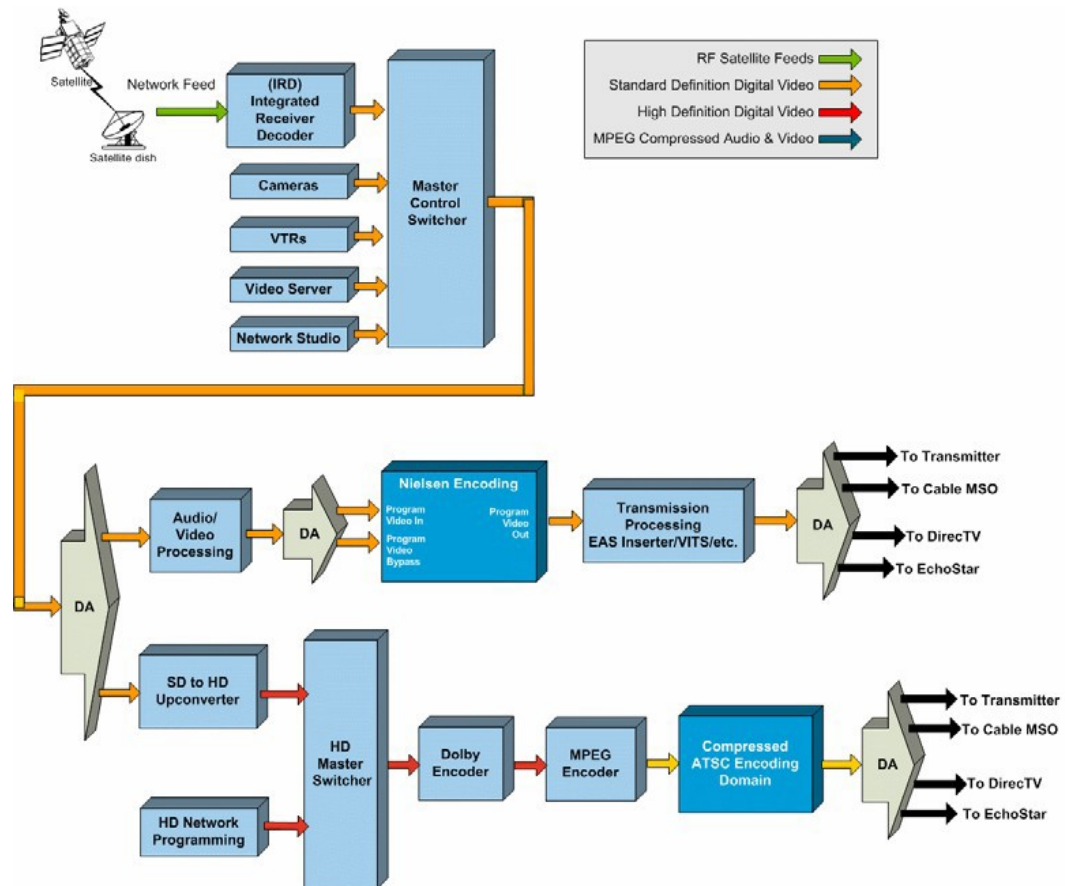 Satellite
Network Feed
Satellite dish
(IRD)
Integrated
Receiver
Decoder
Cameras
VTRs
Video Server
Network Studio
Master
Control
Switcher
RF Satellite Feeds
Standard Definition Digital Video
High Definition Digital Video
MPEG Compressed Audio & Video
DA
Audio/
Video
Processing
DA
Nielsen Encoding
Program
Video In
Program
Video
Bypass
Program
Video
Out
Transmission
Processing
EAS Inserter/VITS/etc.
DA
To Transmitter
To Cable MSO
To DirecTV
To EchoStar
SD to HD
Upconverter
HD Network
Programming
HD
Master
Switcher
Dolby
Encoder
MPEG
Encoder
Compressed
ATSC Encoding
Domain
DA
To Transmitter
To Cable MSO
To DirecTV
To EchoStar